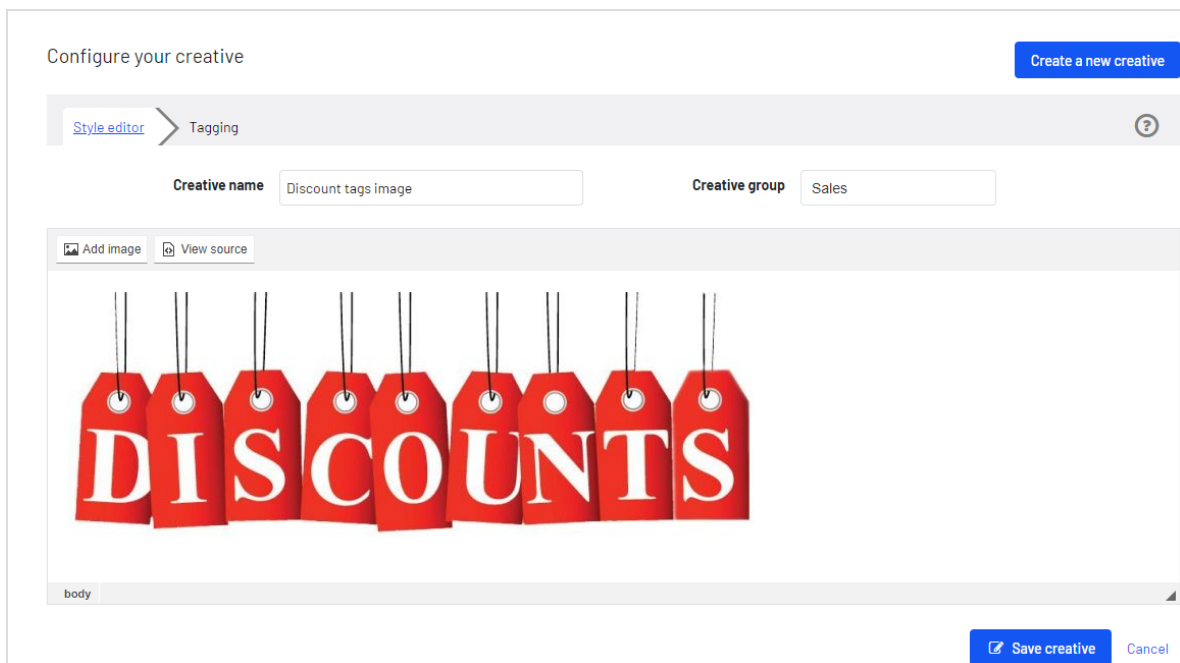 Configure your creative
Create a new creative
Style editor Tagging
?
Creative name Discount tags image Creative group Sales
Add image View source
DISCOUNTS
body
Save creative Cancel